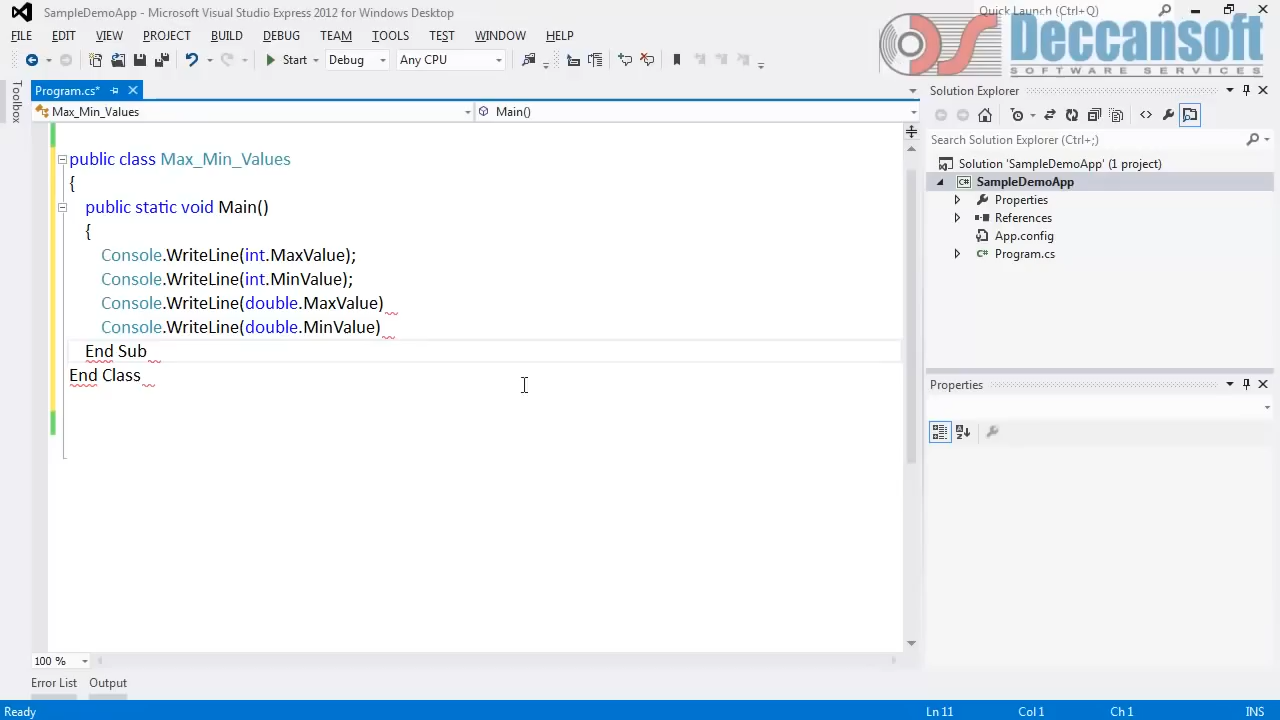 SampleDemoApp - Microsoft Visual Studio Express 2012 for Windows Desktop
Quick Launch (Ctrl+Q)
FILE EDIT VIEW PROJECT BUILD DEBUG TEAM TOOLS TEST WINDOW HELP
DS Deccansoft
SOFTWARE SERVICES
Start Debug Any CPU
Toolbox
Program.cs*
Max_Min_Values Main()
public class Max_Min_Values
{
public static void Main()
{
Console.WriteLine(int.MaxValue);
Console.WriteLine(int.MinValue);
Console.WriteLine(double.MaxValue)
Console.WriteLine(double.MinValue)
End Sub
End Class
100 %
Solution Explorer
Search Solution Explorer (Ctrl+;)
Solution 'SampleDemoApp' (1 project)
C# SampleDemoApp
Properties
References
App.config
C# Program.cs
Properties
Error List Output
Ready Ln 11 Col 1 Ch 1 INS